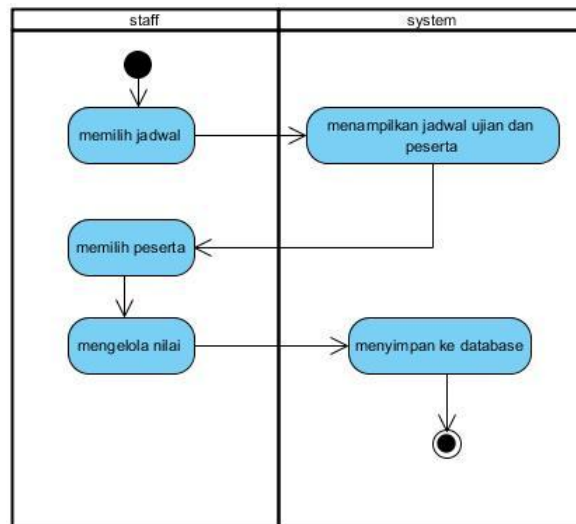 staff
system
memilih jadwal
menampilkan jadwal ujian dan
peserta
memilih peserta
mengelola nilai
menyimpan ke database